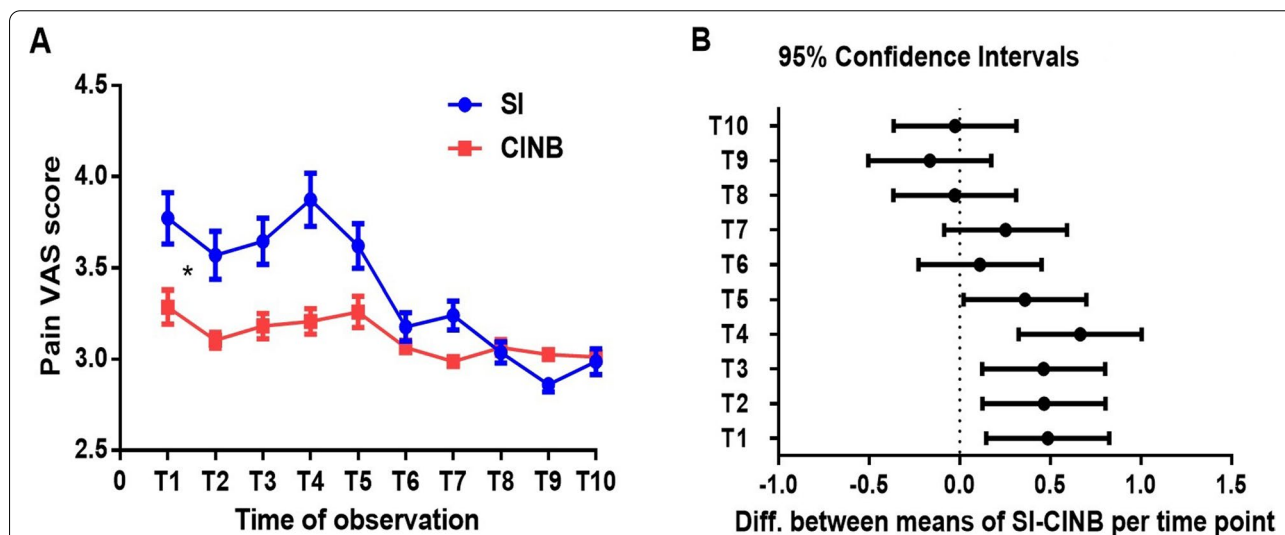 A
4.5
4.0
3.5
3.0
2.5
Pain VAS score
SI
CINB
*
0 T1 T2 T3 T4 T5 T6 T7 T8 T9 T10
Time of observation
B
95% Confidence Intervals
T10
T9
T8
T7
T6
T5
T4
T3
T2
T1
-1.0 -0.5 0.0 0.5 1.0 1.5
Diff. between means of SI-CINB per time point